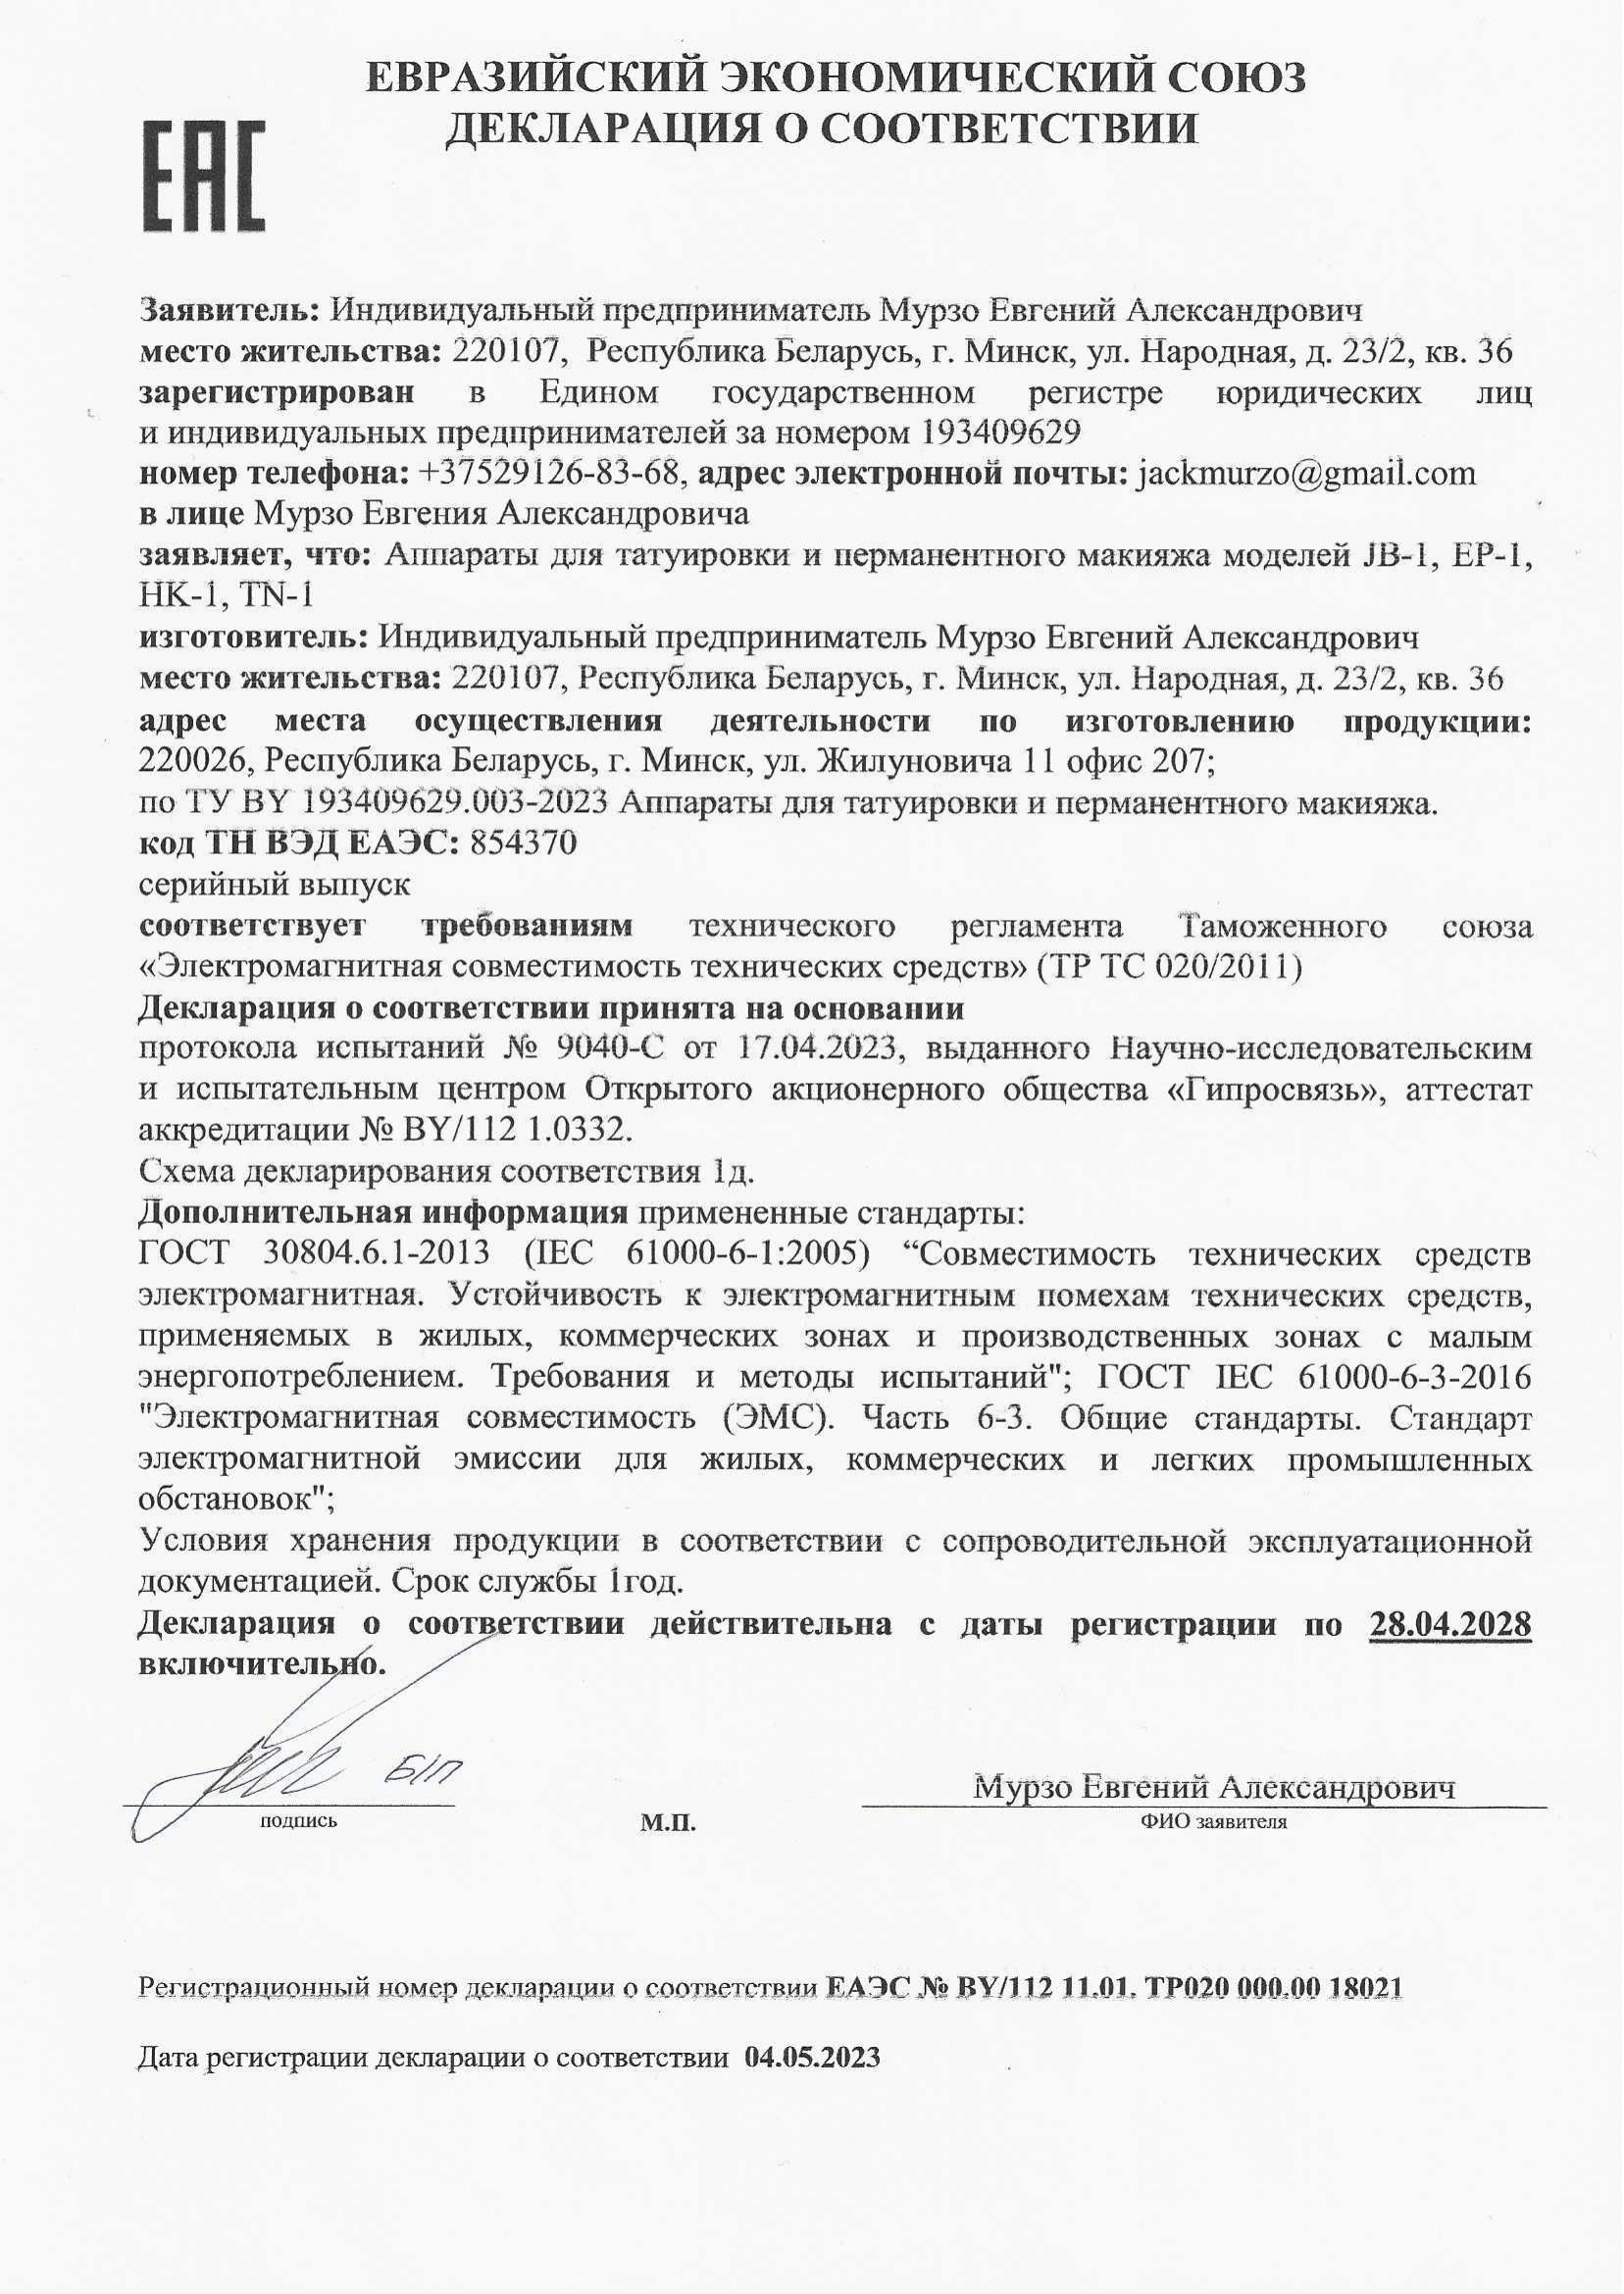 ЕВРАЗИЙСКИЙ ЭКОНОМИЧЕСКИЙ СОЮЗ
ДЕКЛАРАЦИЯ О СООТВЕТСТВИИ
EAC
Заявитель: Индивидуальный предприниматель Мурзо Евгений Александрович
место жительства: 220107, Республика Беларусь, г. Минск, ул. Народная, д. 23/2, кв. 36
зарегистрирован в Едином государственном регистре юридических лиц
и индивидуальных предпринимателей за номером 193409629
номер телефона: +37529126-83-68, адрес электронной почты: jackmurzo@gmail.com
в лице Мурзо Евгения Александровича
заявляет, что: Аппараты для татуировки и перманентного макияжа моделей JB-1, EP-1,
HK-1, TN-1
изготовитель: Индивидуальный предприниматель Мурзо Евгений Александрович
место жительства: 220107, Республика Беларусь, г. Минск, ул. Народная, д. 23/2, кв. 36
адрес места осуществления деятельности по изготовлению продукции:
220026, Республика Беларусь, г. Минск, ул. Жилуновича 11 офис 207;
по ТУ BY 193409629.003-2023 Аппараты для татуировки и перманентного макияжа.
код ТН ВЭД ЕАЭС: 854370
серийный выпуск
соответствует требованиям технического регламента Таможенного союза
«Электромагнитная совместимость технических средств» (ТР ТС 020/2011)
Декларация о соответствии принята на основании
протокола испытаний № 9040-С от 17.04.2023, выданного Научно-исследовательским
и испытательным центром Открытого акционерного общества «Гипросвязь», аттестат
аккредитации № BY/112 1.0332.
Схема декларирования соответствия 1д.
Дополнительная информация примененные стандарты:
ГОСТ 30804.6.1-2013 (IEC 61000-6-1:2005) “Совместимость технических средств
электромагнитная. Устойчивость к электромагнитным помехам технических средств,
применяемых в жилых, коммерческих зонах и производственных зонах с малым
энергопотреблением. Требования и методы испытаний"; ГОСТ IEC 61000-6-3-2016
"Электромагнитная совместимость (ЭМС). Часть 6-3. Общие стандарты. Стандарт
электромагнитной эмиссии для жилых, коммерческих и легких промышленных
обстановок";
Условия хранения продукции в соответствии с сопроводительной эксплуатационной
документацией. Срок службы 1год.
Декларация о соответствии действительна с даты регистрации по 28.04.2028
включительно.
Б/П
Мурзо Евгений Александрович
подпись
М.П.
ФИО заявителя
Регистрационный номер декларации о соответствии ЕАЭС № BY/112 11.01. ТР020 000.00 18021
Дата регистрации декларации о соответствии 04.05.2023